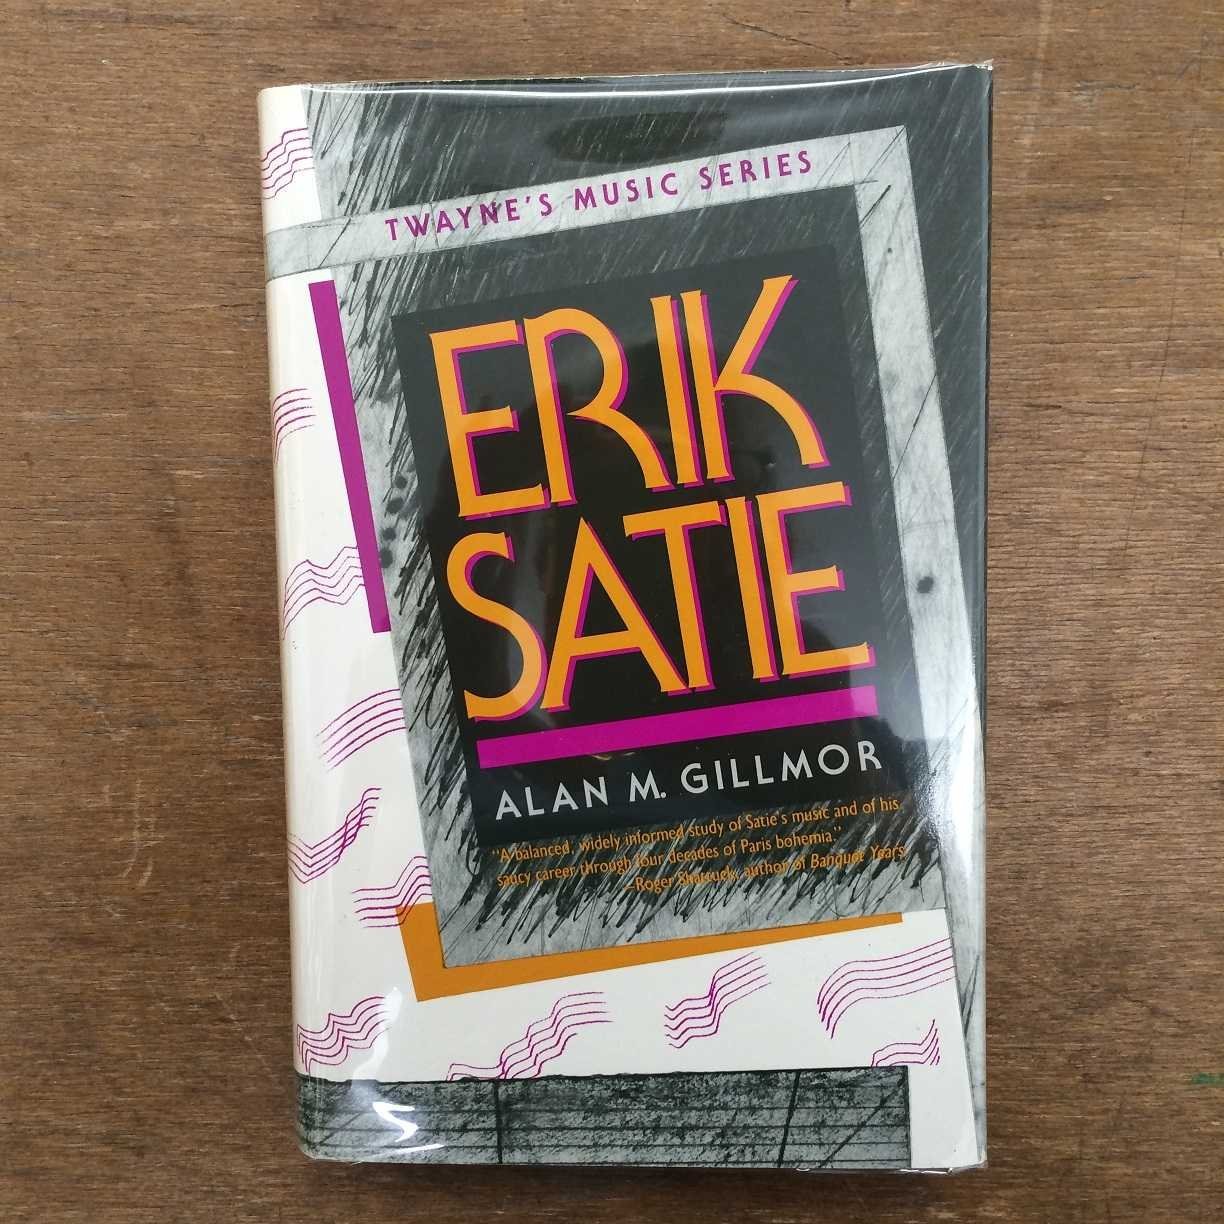 TWAYNE'S MUSIC SERIES
ERIK
SATIE
ALAN M. GILLMOR
"A balanced, widely informed study of Satie's music and of his
saucy career through four decades of Paris bohemia."
—Roger Shattuck, author of Banquet Years